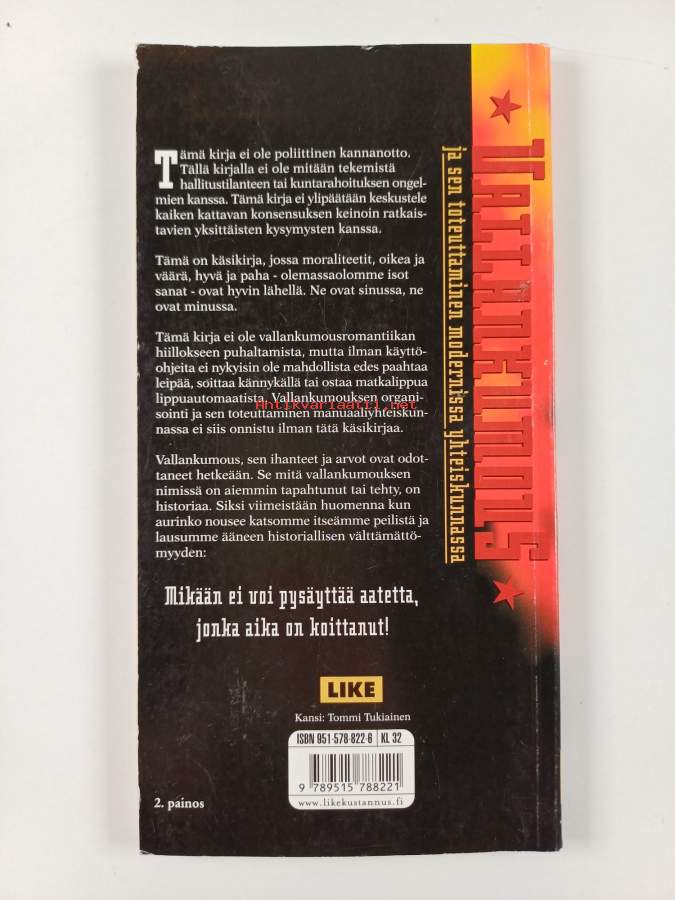 Vallankumous
ja sen toteuttaminen modernissa yhteiskunnassa
Tämä kirja ei ole poliittinen kannanotto.
Tällä kirjalla ei ole mitään tekemistä
hallitustilanteen tai kuntarahoituksen ongel-
mien kanssa. Tämä kirja ei ylipäätään keskustele
kaiken kattavan konsensuksen keinoin ratkais-
tavien yksittäisten kysymysten kanssa.
Tämä on käsikirja, jossa moraliteetit, oikea ja
väärä, hyvä ja paha - olemassaolomme isot
sanat - ovat hyvin lähellä. Ne ovat sinussa, ne
ovat minussa.
Tämä kirja ei ole vallankumousromantiikan
hiillokseen puhaltamista, mutta ilman käyttö-
ohjeita ei nykyisin ole mahdollista edes paahtaa
leipää, soittaa kännykällä tai ostaa matkalippua
lippuautomaatista. Vallankumouksen organi-
sointi ja sen toteuttaminen manuaaliyhteiskun-
nassa ei siis onnistu ilman tätä käsikirjaa.
Antikvariaatit.net
Vallankumous, sen ihanteet ja arvot ovat odot-
taneet hetkeään. Se mitä vallankumouksen
nimissä on aiemmin tapahtunut tai tehty, on
historiaa. Siksi viimeistään huomenna kun
aurinko nousee katsomme itseämme peilistä ja
lausumme ääneen historiallisen välttämättö-
myyden:
Mikään ei voi pysäyttää aatetta,
jonka aika on koittanut!
LIKE
Kansi: Tommi Tukiainen
ISBN 951-578-822-6 KL 32
9 789515 788221
www.likekustannus.fi
2. painos